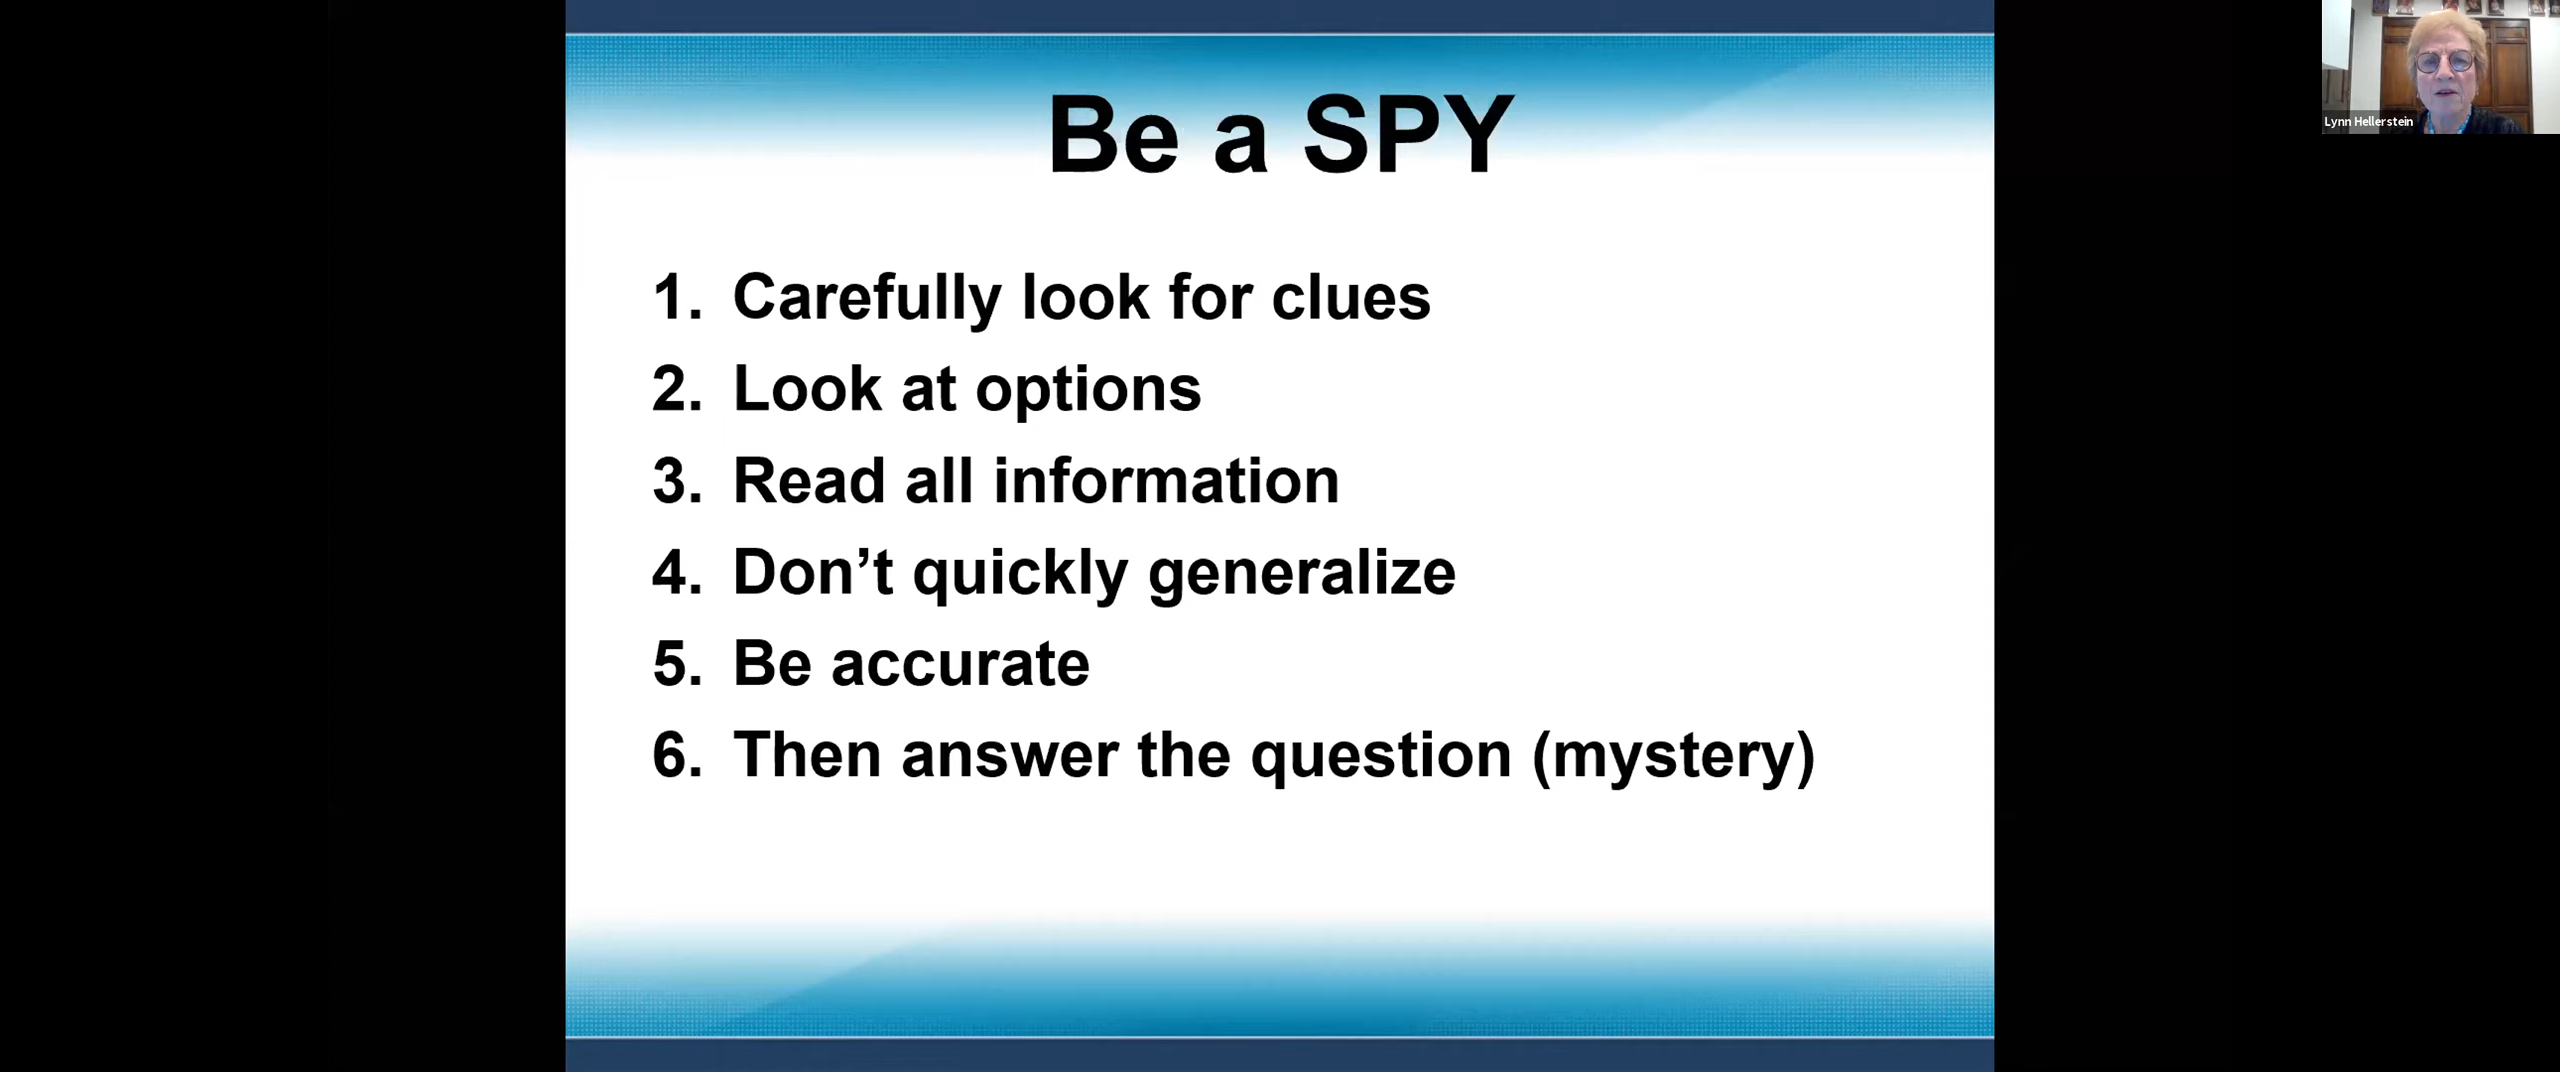 Be a SPY
1. Carefully look for clues
2. Look at options
3. Read all information
4. Don’t quickly generalize
5. Be accurate
6. Then answer the question (mystery)
Lynn Hellerstein